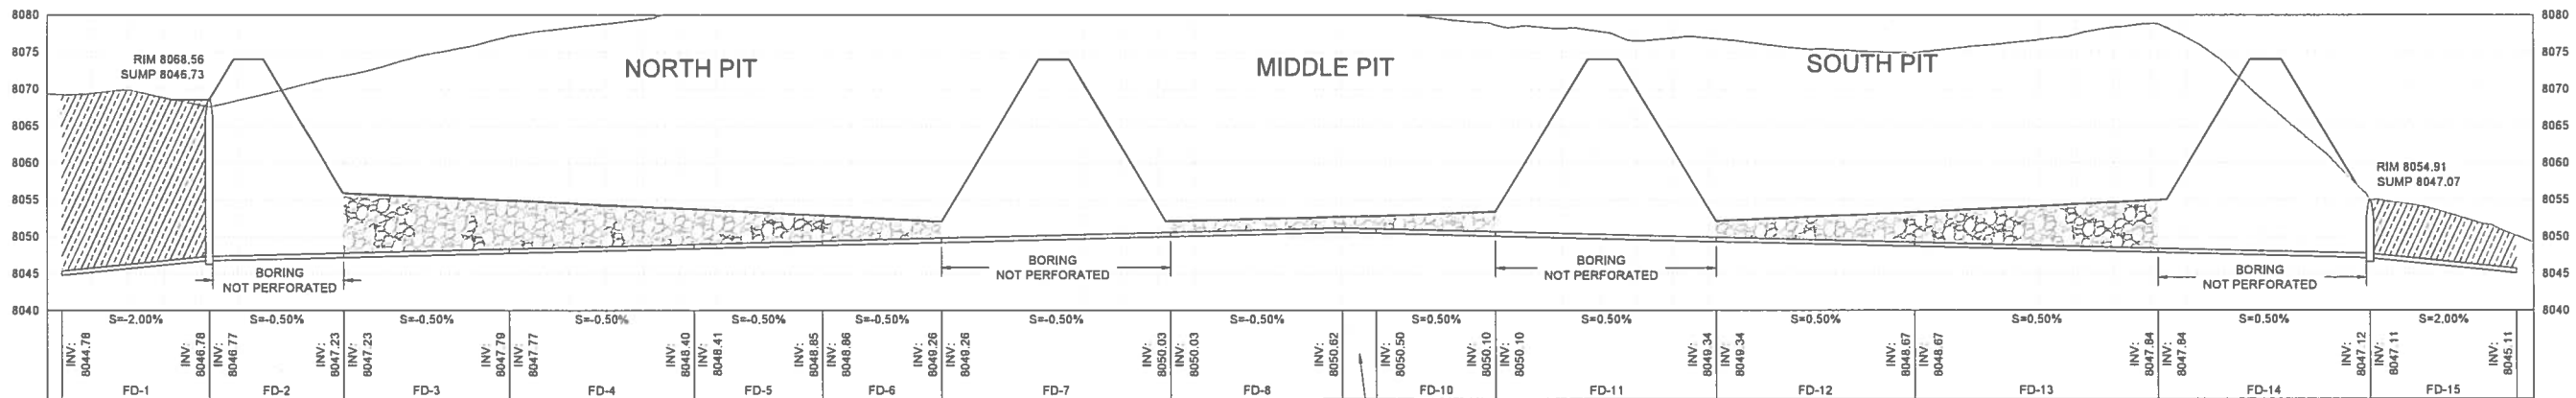 8080
8080
8075
8075
8070
8070
8065
8065
8060
8060
8055
8055
8050
8050
8045
8045
8040
8040
RIM 8068.56
SUMP 8046.73
NORTH PIT
MIDDLE PIT
SOUTH PIT
RIM 8054.91
SUMP 8047.07
BORING
NOT PERFORATED
BORING
NOT PERFORATED
BORING
NOT PERFORATED
BORING
NOT PERFORATED
S=-2.00%
S=-0.50%
S=-0.50%
S=-0.50%
S=-0.50%
S=-0.50%
S=-0.50%
S=-0.50%
S=0.50%
S=0.50%
S=0.50%
S=0.50%
S=0.50%
S=2.00%
INV:
8044.78
INV:
8046.78
INV:
8046.77
INV:
8047.23
INV:
8047.23
INV:
8047.79
INV:
8047.77
INV:
8048.40
INV:
8048.41
INV:
8048.85
INV:
8048.86
INV:
8049.26
INV:
8049.26
INV:
8050.03
INV:
8050.03
INV:
8050.62
INV:
8050.50
INV:
8050.10
INV:
8050.10
INV:
8049.34
INV:
8049.34
INV:
8048.67
INV:
8048.67
INV:
8047.84
INV:
8047.84
INV:
8047.12
INV:
8047.11
INV:
8045.11
FD-1
FD-2
FD-3
FD-4
FD-5
FD-6
FD-7
FD-8
FD-10
FD-11
FD-12
FD-13
FD-14
FD-15